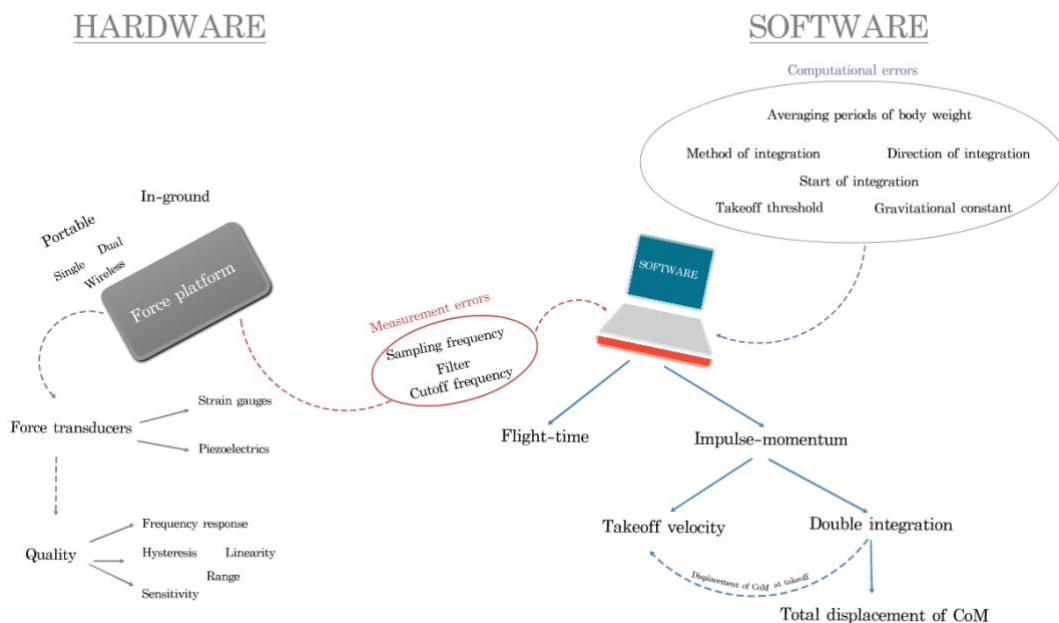 HARDWARE
SOFTWARE
Computational errors
Averaging periods of body weight
Method of integration
Direction of integration
Start of integration
Takeoff threshold
Gravitational constant
In-ground
Portable
Single
Dual
Wireless
Force platform
SOFTWARE
Measurement errors
Sampling frequency
Filter
Cutoff frequency
Force transducers
Strain gauges
Piezoelectrics
Flight-time
Impulse-momentum
Quality
Frequency response
Hysteresis
Linearity
Range
Sensitivity
Takeoff velocity
Double integration
Displacement of CoM at takeoff
Total displacement of CoM